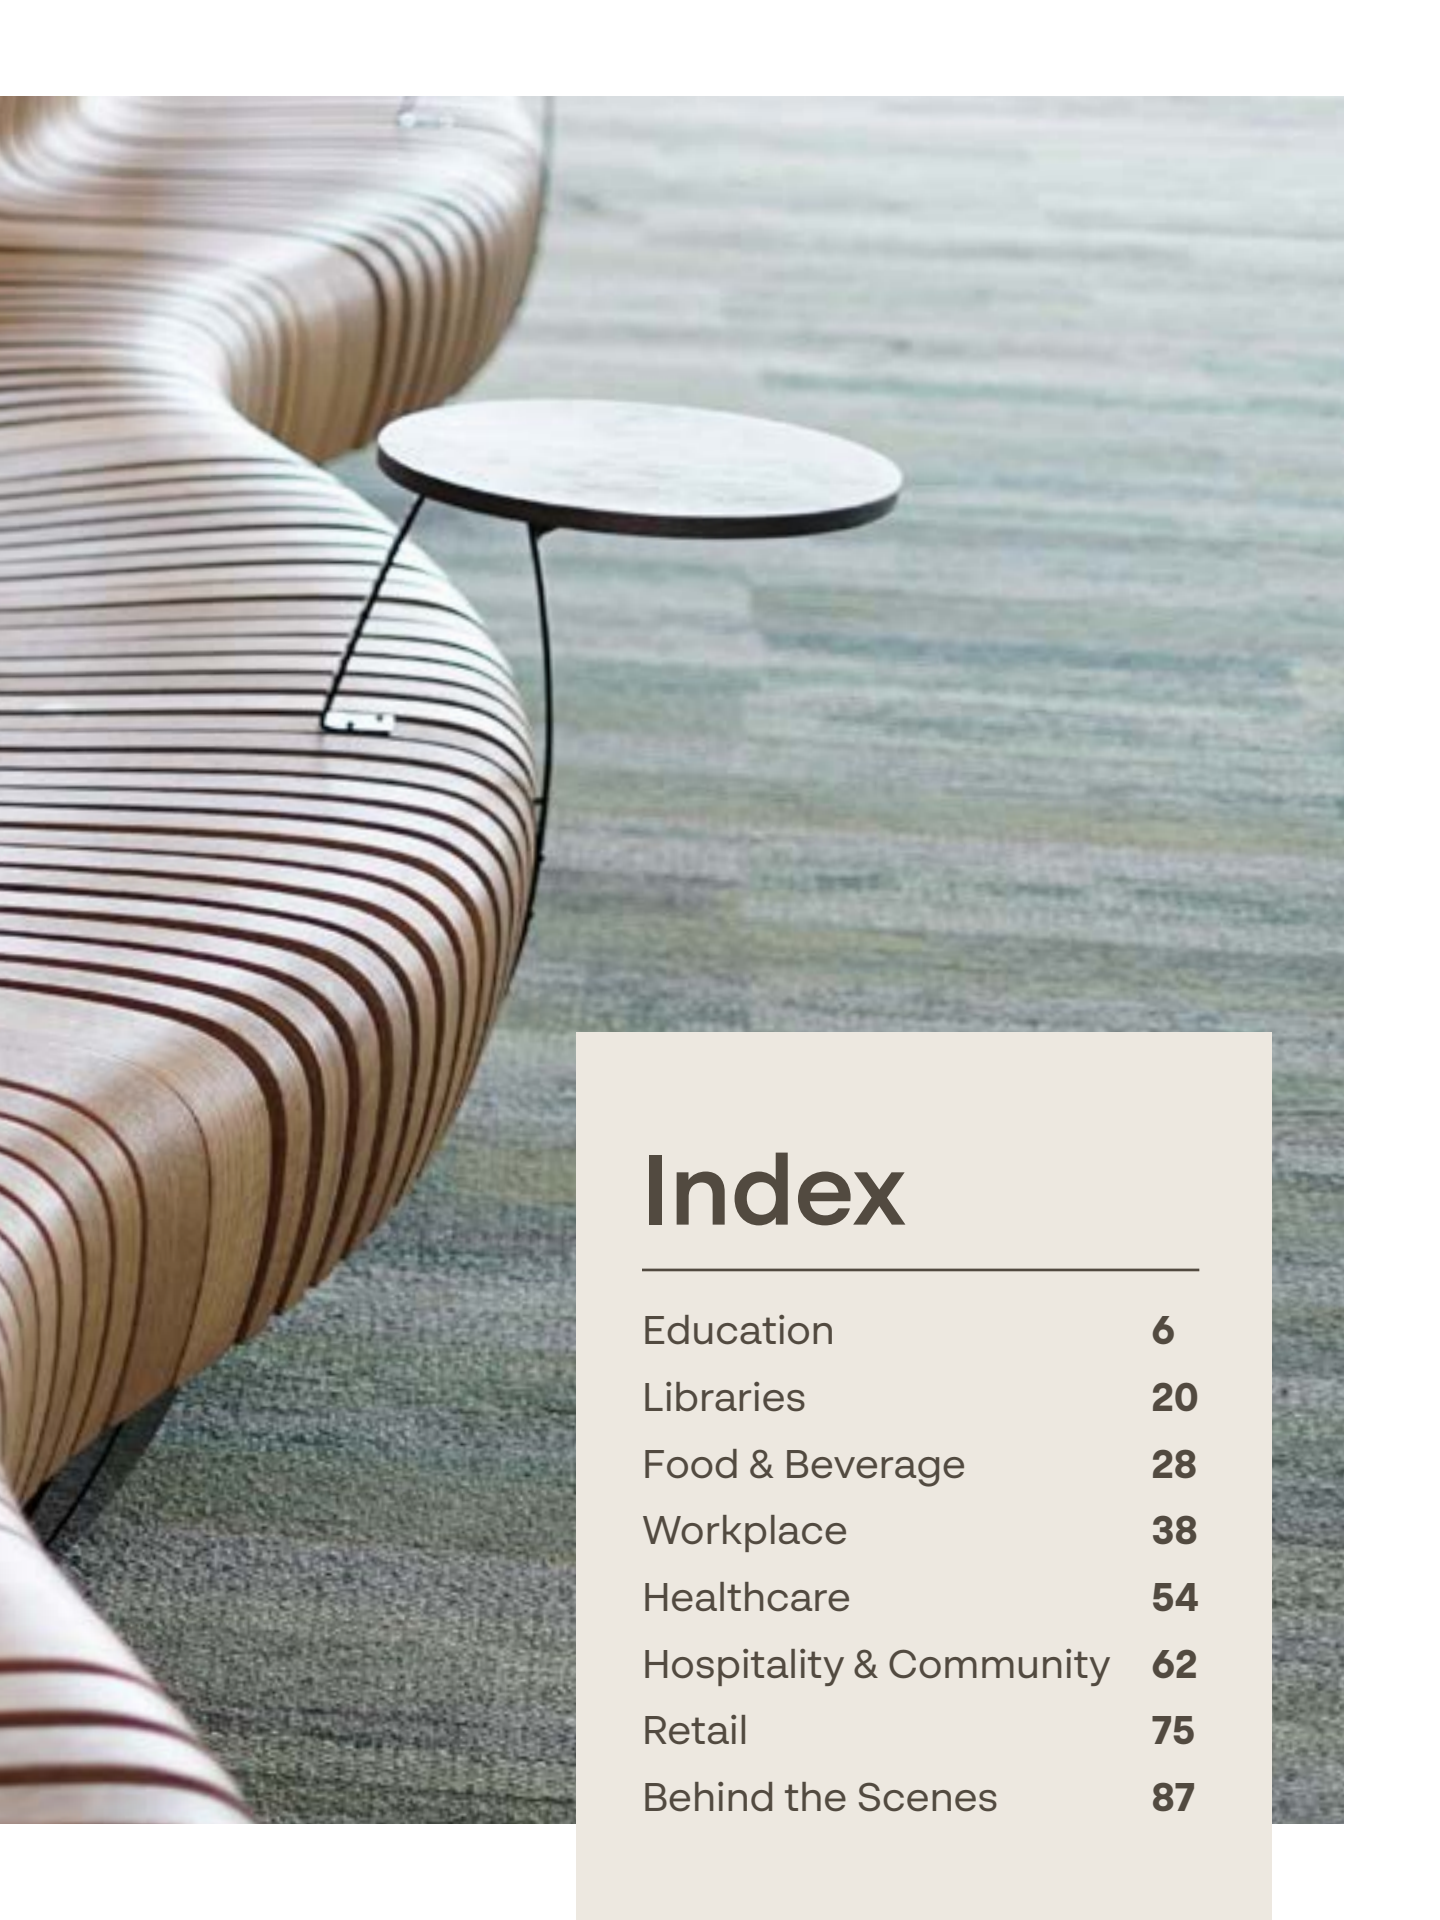 Index
Education 6
Libraries 20
Food & Beverage 28
Workplace 38
Healthcare 54
Hospitality & Community 62
Retail 75
Behind the Scenes 87